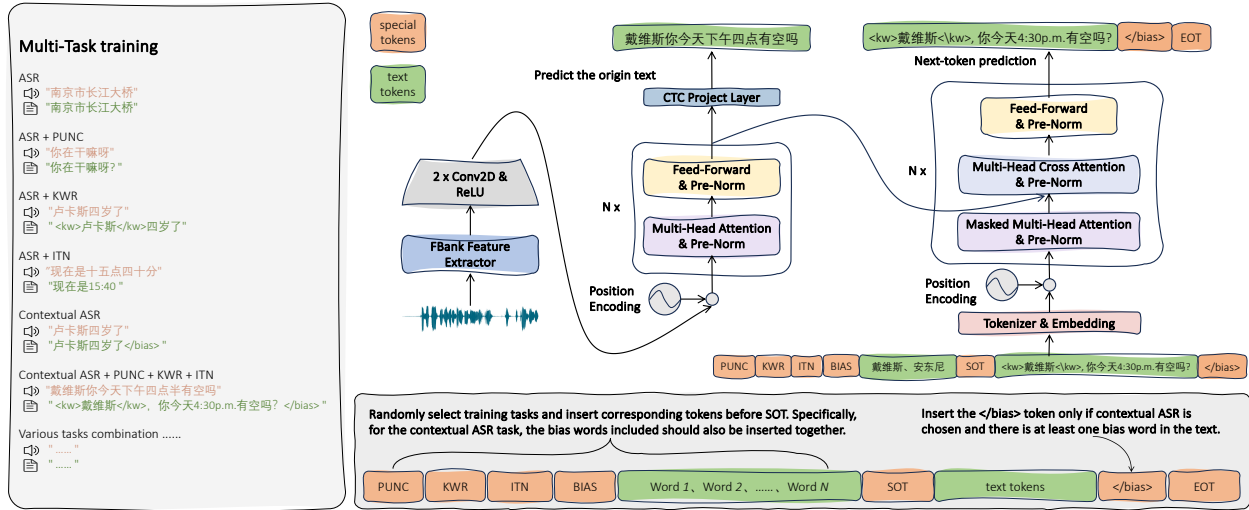 Multi-Task training
ASR
"南京市长江大桥"
"南京市长江大桥"
ASR + PUNC
"你在干嘛呀"
"你在干嘛呀? "
ASR + KWR
"卢卡斯四岁了"
" <kw>卢卡斯</kw>四岁了"
ASR + ITN
"现在是十五点四十分"
"现在是15:40 "
Contextual ASR
"卢卡斯四岁了"
"卢卡斯四岁了</bias> "
Contextual ASR + PUNC + KWR + ITN
"戴维斯你今天下午四点半有空吗"
" <kw>戴维斯</kw>，你今天4:30p.m.有空吗？</bias> "
Various tasks combination ......
" ...... "
" ...... "
special
tokens
text
tokens
2 x Conv2D &
ReLU
FBank Feature
Extractor
戴维斯你今天下午四点有空吗
Predict the origin text
CTC Project Layer
Feed-Forward
& Pre-Norm
N x
Multi-Head Attention
& Pre-Norm
Position
Encoding
<kw>戴维斯<\kw>, 你今天4:30p.m.有空吗?
</bias>
EOT
Next-token prediction
Feed-Forward
& Pre-Norm
N x
Multi-Head Cross Attention
& Pre-Norm
Masked Multi-Head Attention
& Pre-Norm
Position
Encoding
Tokenizer & Embedding
PUNC KWR ITN BIAS 戴维斯、安东尼 SOT <kw>戴维斯<\kw>, 你今天4:30p.m.有空吗? </bias>
Randomly select training tasks and insert corresponding tokens before SOT. Specifically,
for the contextual ASR task, the bias words included should also be inserted together.
Insert the </bias> token only if contextual ASR is
chosen and there is at least one bias word in the text.
PUNC KWR ITN BIAS Word 1、Word 2、......、Word N SOT text tokens </bias> EOT